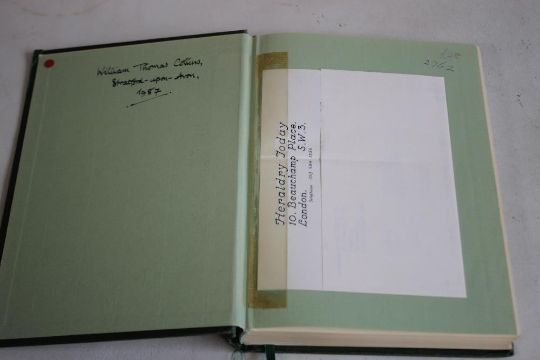 William Thomas Collins,
Stratford-upon-Avon,
1987.
Heraldry Today
10. Beauchamp Place.
London. S.W.3.